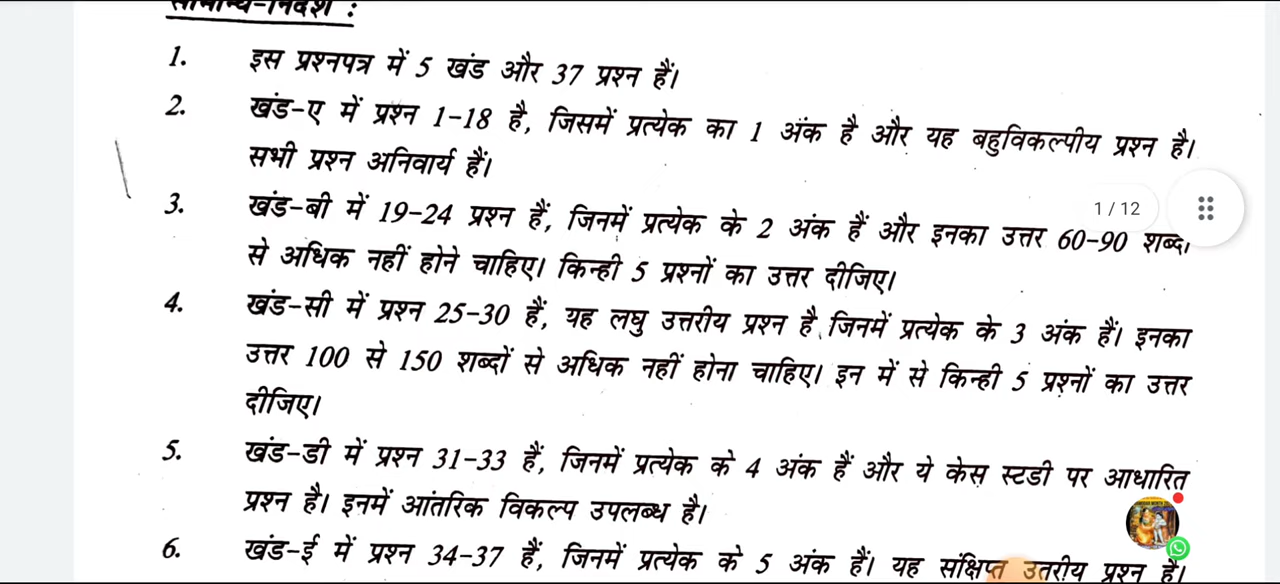 सामान्य-निर्देश :
1. इस प्रश्नपत्र में 5 खंड और 37 प्रश्न हैं।
2. खंड-ए में प्रश्न 1-18 है, जिसमें प्रत्येक का 1 अंक है और यह बहुविकल्पीय प्रश्न है।
सभी प्रश्न अनिवार्य हैं।
3. खंड-बी में 19-24 प्रश्न हैं, जिनमें प्रत्येक के 2 अंक हैं और इनका उत्तर 60-90 शब्दों
से अधिक नहीं होने चाहिए। किन्ही 5 प्रश्नों का उत्तर दीजिए।
1 / 12
4. खंड-सी में प्रश्न 25-30 हैं, यह लघु उत्तरीय प्रश्न है जिनमें प्रत्येक के 3 अंक हैं। इनका
उत्तर 100 से 150 शब्दों से अधिक नहीं होना चाहिए। इन में से किन्ही 5 प्रश्नों का उत्तर
दीजिए।
5. खंड-डी में प्रश्न 31-33 हैं, जिनमें प्रत्येक को 4 अंक हैं और ये केस स्टडी पर आधारित
प्रश्न है। इनमें आंतरिक विकल्प उपलब्ध है।
6. खंड-ई में प्रश्न 34-37 हैं, जिनमें प्रत्येक को 5 अंक हैं। यह संक्षिप्त उतरीय प्रश्न है।